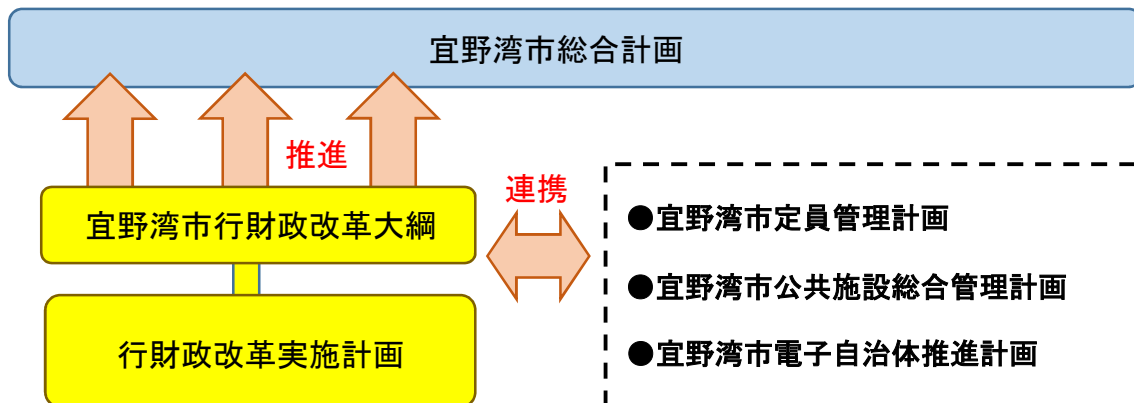 宜野湾市総合計画
推進
連携
宜野湾市行財政改革大綱
行財政改革実施計画
●宜野湾市定員管理計画
●宜野湾市公共施設総合管理計画
●宜野湾市電子自治体推進計画